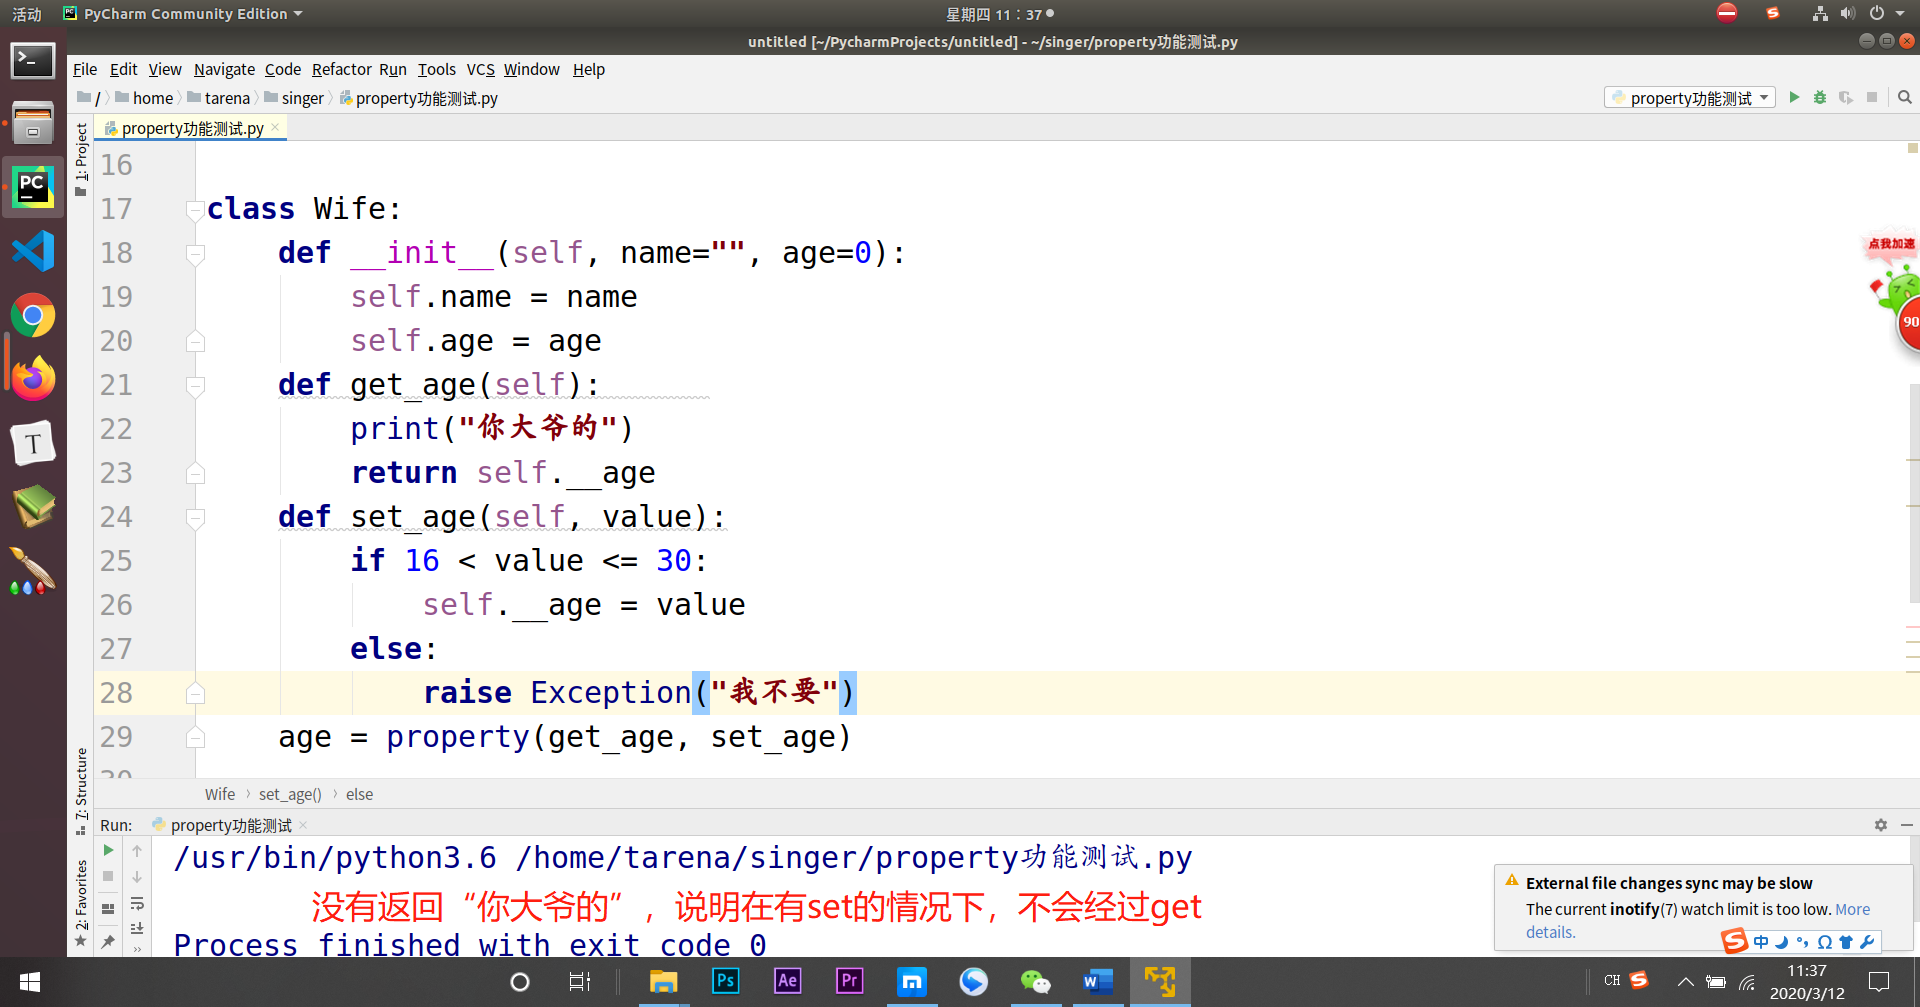 活动 PyCharm Community Edition 星期四 11：37
untitled [~/PycharmProjects/untitled] - ~/singer/property功能测试.py
File Edit View Navigate Code Refactor Run Tools VCS Window Help
/ home tarena singer property功能测试.py property功能测试
property功能测试.py
1: Project
16
17 class Wife:
18 def __init__(self, name="", age=0):
19 self.name = name
20 self.age = age
21 def get_age(self):
22 print("你大爷的")
23 return self.__age
24 def set_age(self, value):
25 if 16 < value <= 30:
26 self.__age = value
27 else:
28 raise Exception("我不要")
29 age = property(get_age, set_age)
30
点我加速
90
PC
T
7: Structure
2: Favorites
Wife › set_age() › else
Run: property功能测试
/usr/bin/python3.6 /home/tarena/singer/property功能测试.py
没有返回“你大爷的”，说明在有set的情况下，不会经过get
Process finished with exit code 0
External file changes sync may be slow
The current inotify(7) watch limit is too low. More
details.
S 中
Ps Ae Pr m W
CH S
11:37
2020/3/12